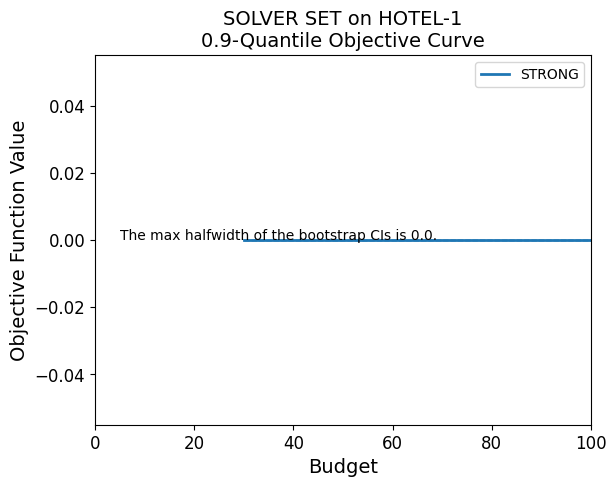 SOLVER SET on HOTEL-1
0.9-Quantile Objective Curve
STRONG
Objective Function Value
0.04
0.02
0.00
−0.02
−0.04
The max halfwidth of the bootstrap CIs is 0.0.
0 20 40 60 80 100
Budget